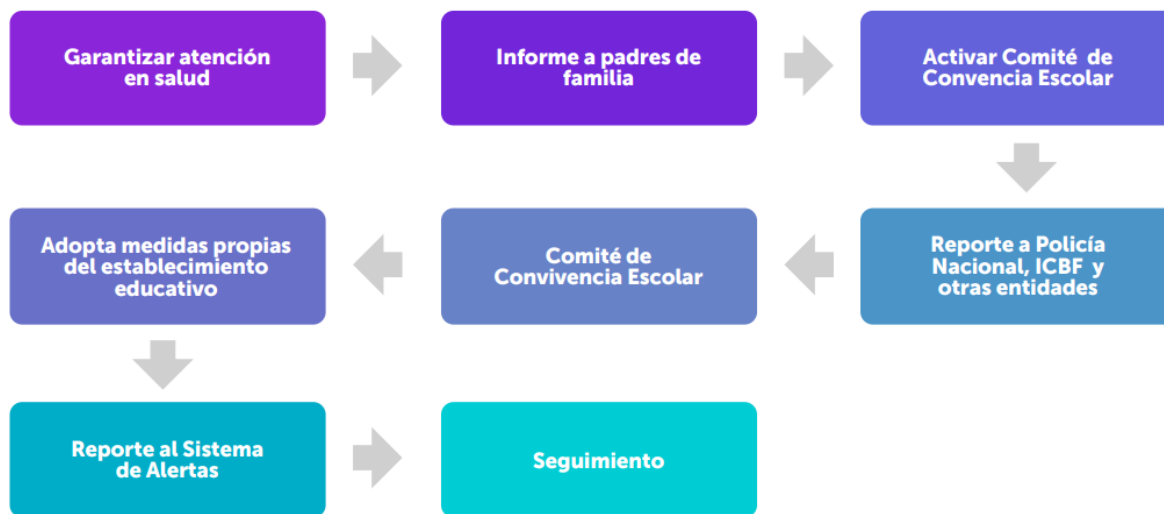 Garantizar atención
en salud
Informe a padres de
familia
Activar Comité de
Convencia Escolar
Reporte a Policía
Nacional, ICBF y
otras entidades
Comité de
Convivencia Escolar
Adopta medidas propias
del establecimiento
educativo
Reporte al Sistema
de Alertas
Seguimiento